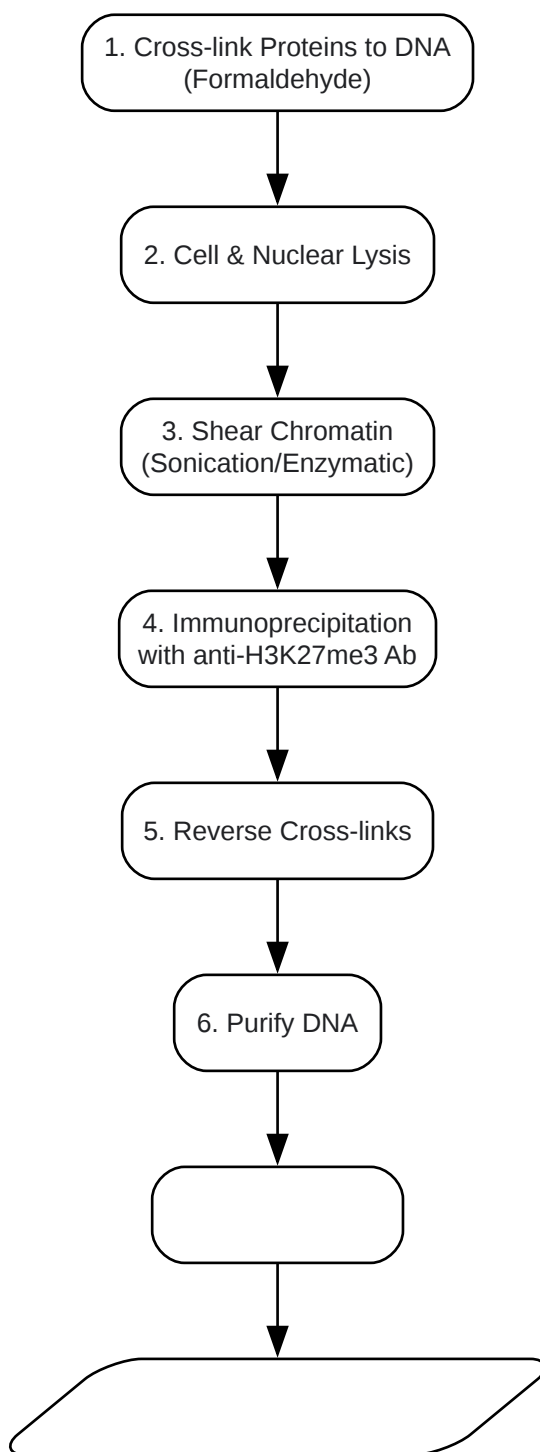 1. Cross-link Proteins to DNA
(Formaldehyde)
2. Cell & Nuclear Lysis
3. Shear Chromatin
(Sonication/Enzymatic)
4. Immunoprecipitation
with anti-H3K27me3 Ab
5. Reverse Cross-links
6. Purify DNA